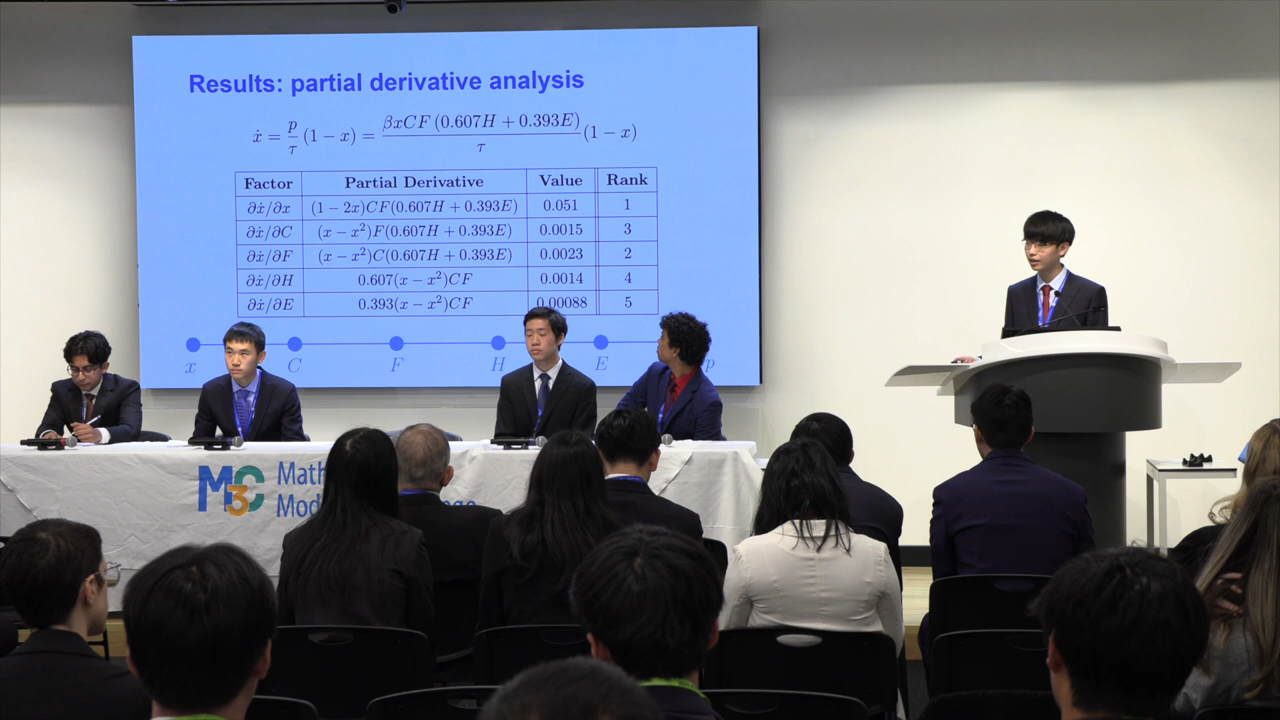 Results: partial derivative analysis
ẋ = p/τ (1 − x) = βxCF (0.607H + 0.393E)/τ (1 − x)
Factor Partial Derivative Value Rank
∂ẋ/∂x (1 − 2x)CF(0.607H + 0.393E) 0.051 1
∂ẋ/∂C (x − x²)F(0.607H + 0.393E) 0.0015 3
∂ẋ/∂F (x − x²)C(0.607H + 0.393E) 0.0023 2
∂ẋ/∂H 0.607(x − x²)CF 0.0014 4
∂ẋ/∂E 0.393(x − x²)CF 0.00088 5
x C F H E p
M3C